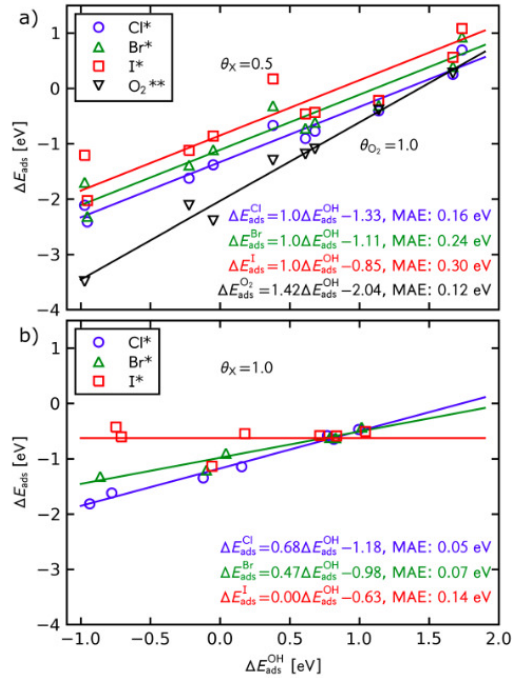 a)
Cl*
Br*
I*
O₂**
θ_X=0.5
θ_O₂=1.0
ΔE_ads^Cl=1.0ΔE_ads^OH−1.33, MAE: 0.16 eV
ΔE_ads^Br=1.0ΔE_ads^OH−1.11, MAE: 0.24 eV
ΔE_ads^I=1.0ΔE_ads^OH−0.85, MAE: 0.30 eV
ΔE_ads^O₂=1.42ΔE_ads^OH−2.04, MAE: 0.12 eV
ΔE_ads [eV]
1
0
−1
−2
−3
−4
b)
Cl*
Br*
I*
θ_X=1.0
ΔE_ads^Cl=0.68ΔE_ads^OH−1.18, MAE: 0.05 eV
ΔE_ads^Br=0.47ΔE_ads^OH−0.98, MAE: 0.07 eV
ΔE_ads^I=0.00ΔE_ads^OH−0.63, MAE: 0.14 eV
ΔE_ads [eV]
1
0
−1
−2
−3
−4
−1.0 −0.5 0.0 0.5 1.0 1.5 2.0
ΔE_ads^OH [eV]